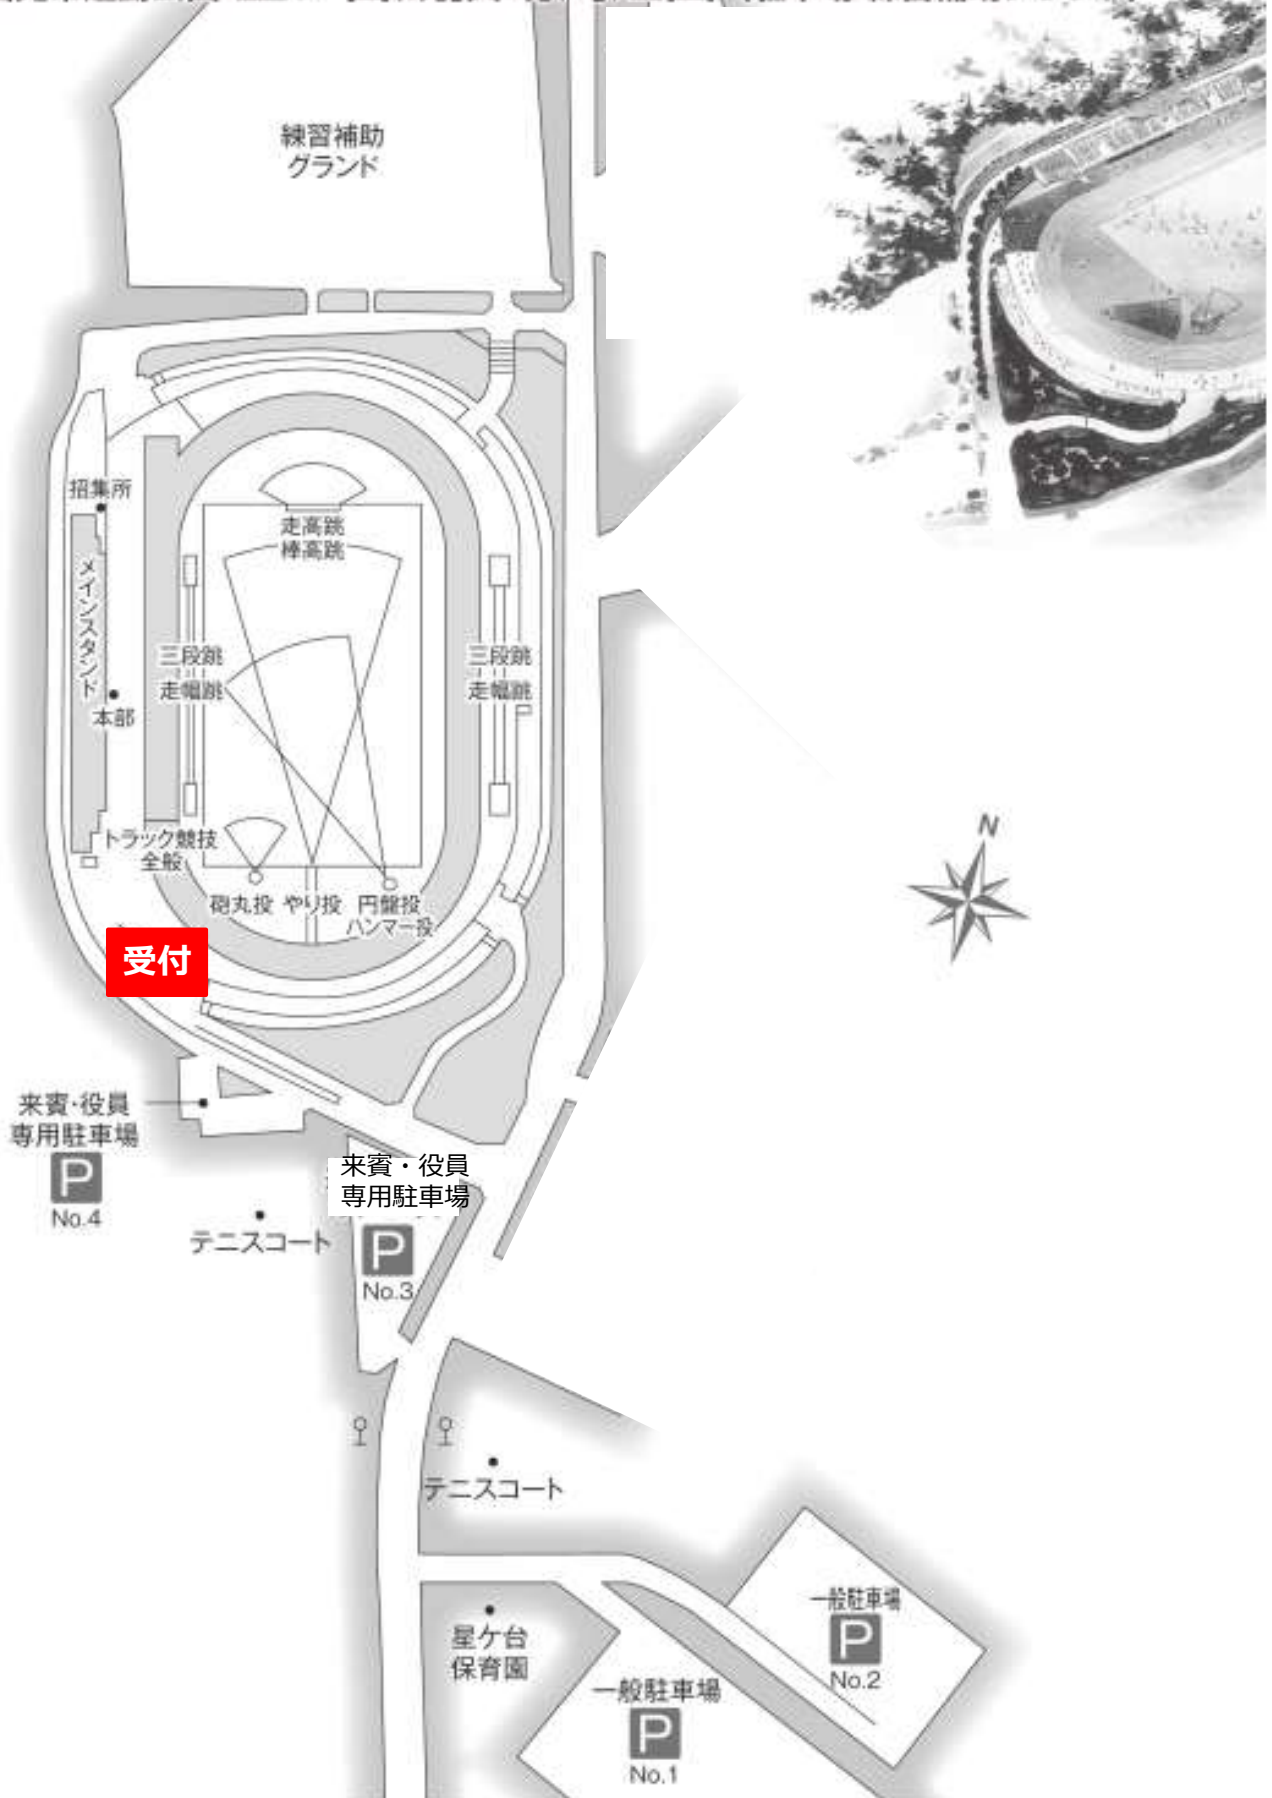 練習補助
グランド
招集所
走高跳
棒高跳
メインスタンド
三段跳
走幅跳
三段跳
走幅跳
本部
トラック競技
全般
砲丸投
やり投
円盤投
ハンマー投
受付
N
来賓・役員
専用駐車場
P
No.4
来賓・役員
専用駐車場
P
No.3
テニスコート
テニスコート
星ケ台
保育園
一般駐車場
P
No.2
一般駐車場
P
No.1